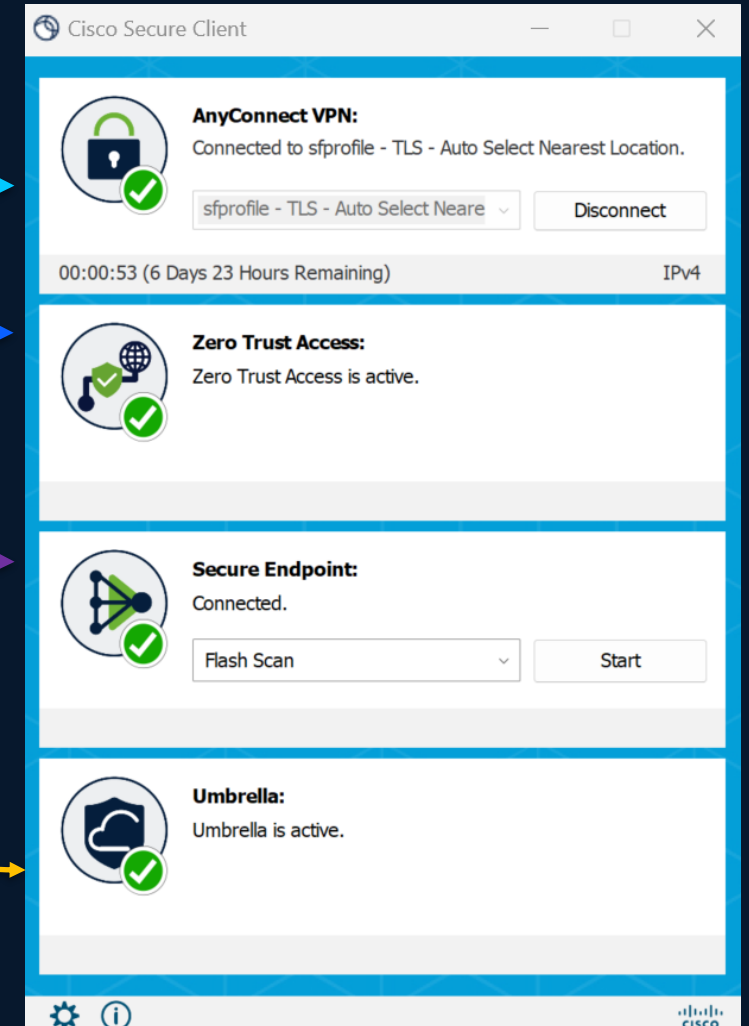 Cisco Secure Client
AnyConnect VPN:
Connected to sfprofile - TLS - Auto Select Nearest Location.
sfprofile - TLS - Auto Select Neare
Disconnect
00:00:53 (6 Days 23 Hours Remaining)
IPv4
Zero Trust Access:
Zero Trust Access is active.
Secure Endpoint:
Connected.
Flash Scan
Start
Umbrella:
Umbrella is active.
CISCO